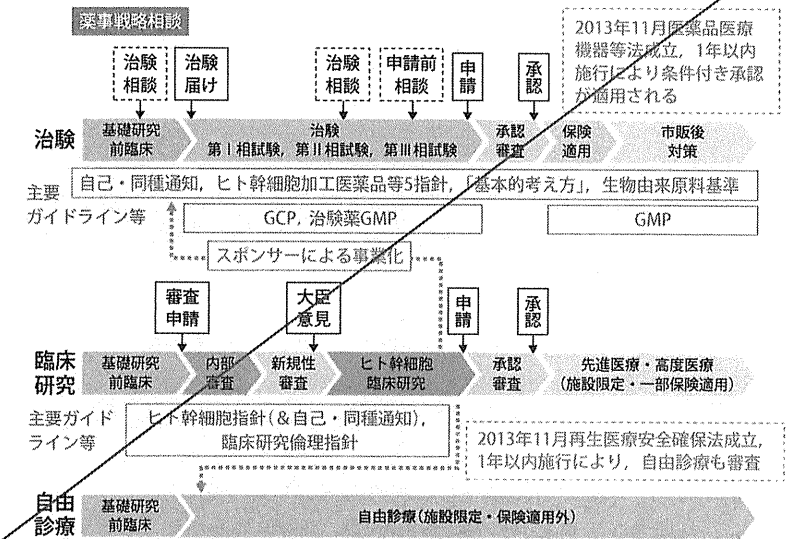 薬事戦略相談
2013年11月医薬品医療
機器等法成立，1年以内
施行により条件付き承認
が適用される
治験
相談
治験
届け
治験
相談
申請前
相談
申請
承認
治験
基礎研究
前臨床
治験
第Ⅰ相試験，第Ⅱ相試験，第Ⅲ相試験
承認
審査
保険
適用
市販後
対策
主要
ガイドライン等
自己・同種通知，ヒト幹細胞加工医薬品等5指針，「基本的考え方」，生物由来原料基準
GCP，治験薬GMP
GMP
スポンサーによる事業化
審査
申請
大臣
意見
申請
承認
臨床
研究
基礎研究
前臨床
内部
審査
新規性
審査
ヒト幹細胞
臨床研究
承認
審査
先進医療・高度医療
（施設限定・一部保険適用）
主要ガイド
ライン等
ヒト幹細胞指針（＆自己・同種通知），
臨床研究倫理指針
2013年11月再生医療安全確保法成立，
1年以内施行により，自由診療も審査
自由
診療
基礎研究
前臨床
自由診療（施設限定・保険適用外）